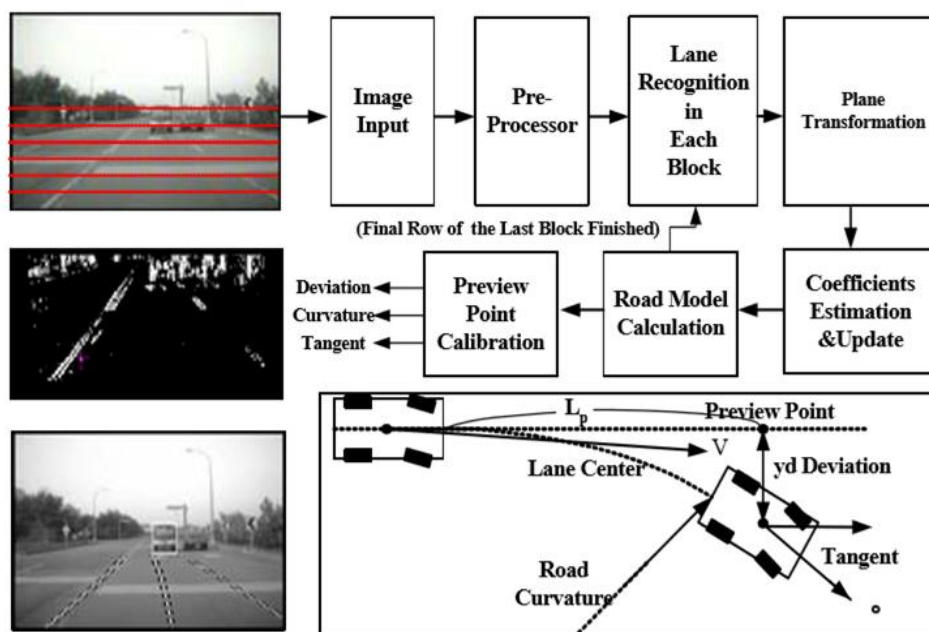 Image
Input
Pre-
Processor
Lane
Recognition
in
Each
Block
Plane
Transformation
(Final Row of the Last Block Finished)
Deviation
Curvature
Tangent
Preview
Point
Calibration
Road Model
Calculation
Coefficients
Estimation
&Update
Lp
Preview Point
V
Lane Center
yd Deviation
Tangent
Road
Curvature